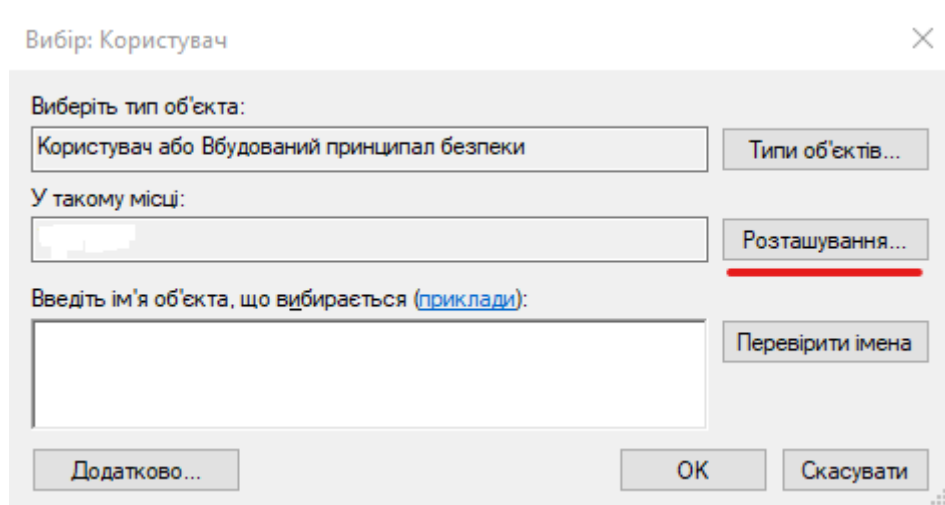 Вибір: Користувач
Виберіть тип об'єкта:
Користувач або Вбудований принципал безпеки
Типи об'єктів...
У такому місці:
Розташування...
Введіть ім'я об'єкта, що вибирається (приклади):
Перевірити імена
Додатково...
OK
Скасувати